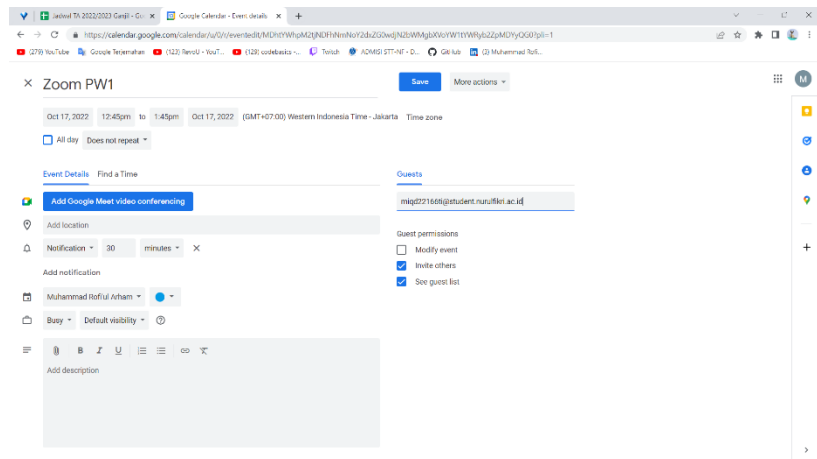 Jadwal TA 2022/2023 Ganjil - Go
Google Calendar - Event details
https://calendar.google.com/calendar/u/0/r/eventedit/
YouTube
Google Terjemahan
(123) RevoU - YouT...
(129) codebasics -...
Twitch
ADMISI STT-NF - D...
GitHub
(3) Muhammad Rofi...
Zoom PW1
Save
More actions
M
Oct 17, 2022
12:45pm
to
1:45pm
Oct 17, 2022
(GMT+07:00) Western Indonesia Time - Jakarta
Time zone
All day
Does not repeat
Event Details
Find a Time
Guests
Add Google Meet video conferencing
miqd22166ti@student.nurulfikri.ac.id
Add location
Guest permissions
Notification
30
minutes
Modify event
Invite others
Add notification
See guest list
Muhammad Rofiul Arham
Busy
Default visibility
B I U
Add description